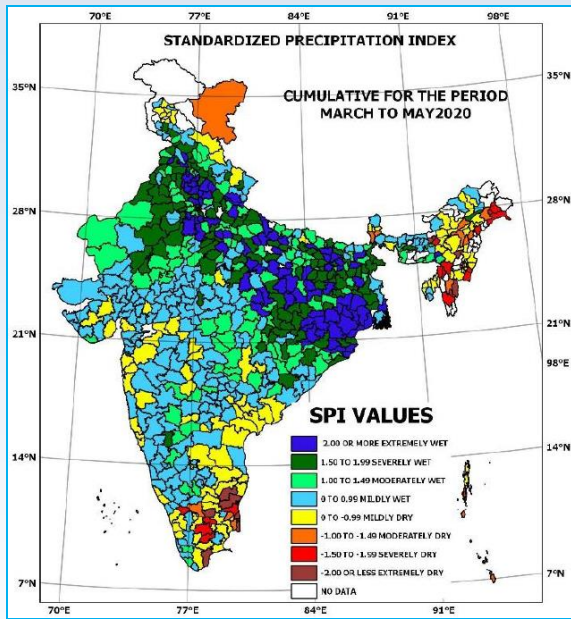 70°E 77°E 84°E 91°E 98°E
STANDARDIZED PRECIPITATION INDEX
35°N 35°N
CUMULATIVE FOR THE PERIOD
MARCH TO MAY2020
28°N 28°N
21°N 21°N
98°E
SPI VALUES
2.00 OR MORE EXTREMELY WET
1.50 TO 1.99 SEVERELY WET
1.00 TO 1.49 MODERATELY WET
0 TO 0.99 MILDLY WET
0 TO -0.99 MILDLY DRY
-1.00 TO -1.49 MODERATELY DRY
-1.50 TO -1.99 SEVERELY DRY
-2.00 OR LESS EXTREMELY DRY
NO DATA
14°N 14°N
7°N 7°N
70°E 77°E 84°E 91°E